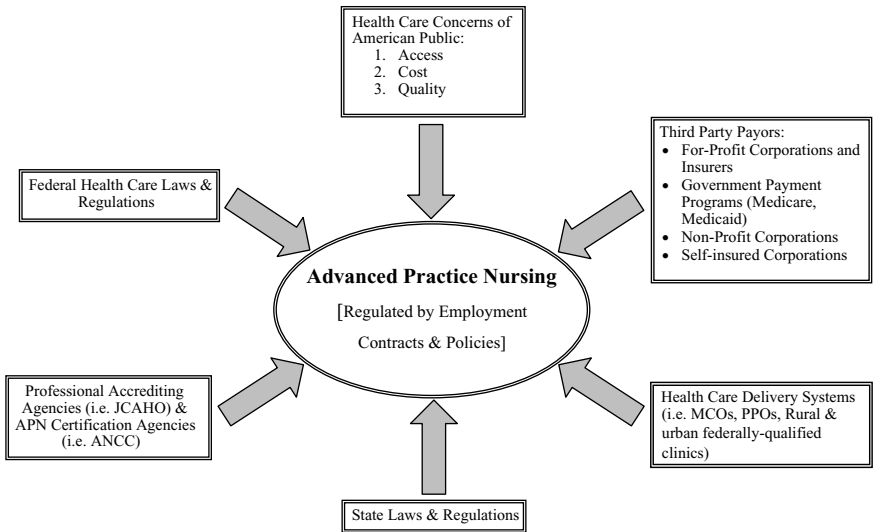 Health Care Concerns of
American Public:
1. Access
2. Cost
3. Quality
Third Party Payors:
• For-Profit Corporations and
Insurers
• Government Payment
Programs (Medicare,
Medicaid)
• Non-Profit Corporations
• Self-insured Corporations
Federal Health Care Laws &
Regulations
Advanced Practice Nursing
[Regulated by Employment
Contracts & Policies]
Professional Accrediting
Agencies (i.e. JCAHO) &
APN Certification Agencies
(i.e. ANCC)
Health Care Delivery Systems
(i.e. MCOs, PPOs, Rural &
urban federally-qualified
clinics)
State Laws & Regulations